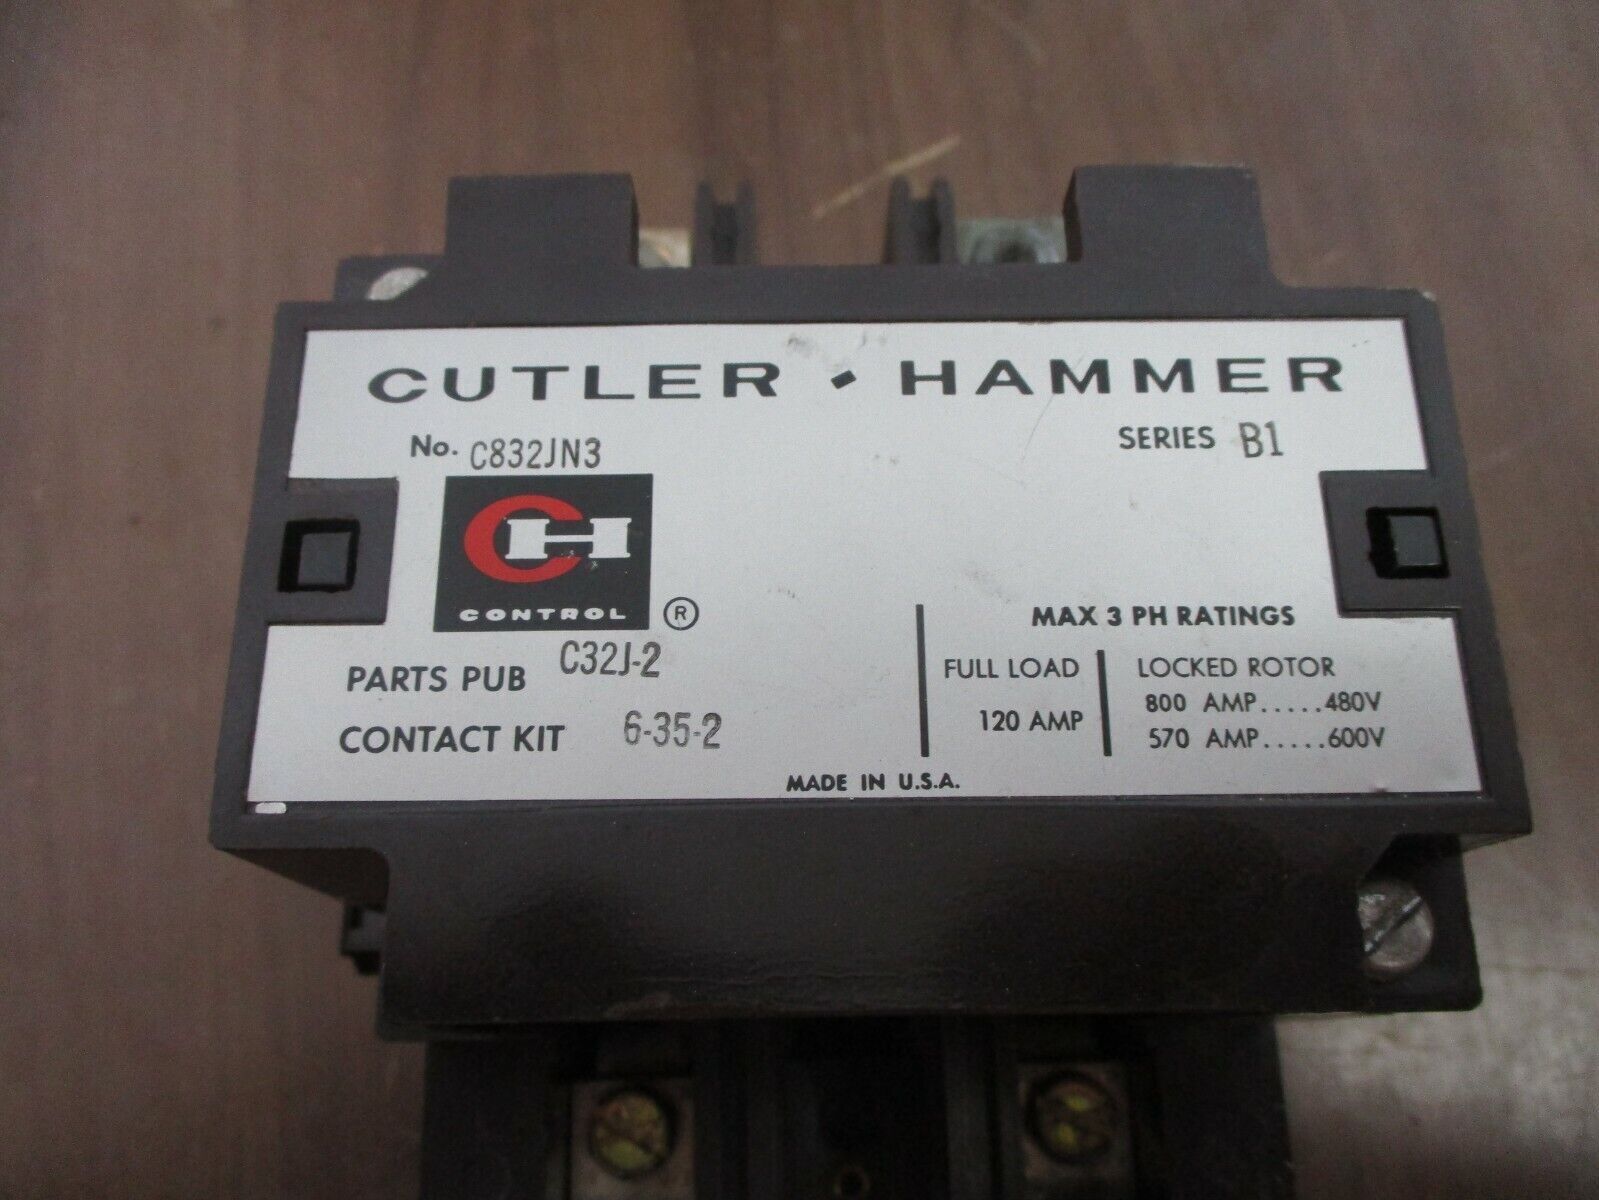 CUTLER • HAMMER
No. C832JN3
SERIES B1
CH
CONTROL ®
PARTS PUB C32J-2
CONTACT KIT 6-35-2
MAX 3 PH RATINGS
FULL LOAD
120 AMP
LOCKED ROTOR
800 AMP.....480V
570 AMP.....600V
MADE IN U.S.A.